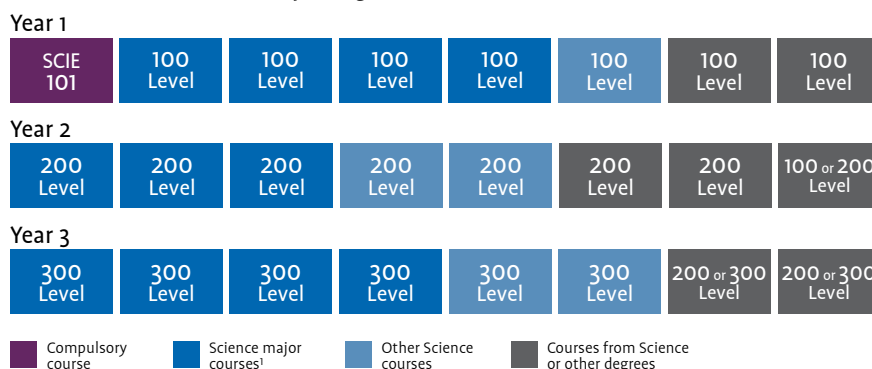 Year 1
SCIE 101
100 Level
100 Level
100 Level
100 Level
100 Level
100 Level
100 Level
Year 2
200 Level
200 Level
200 Level
200 Level
200 Level
200 Level
200 Level
100 or 200 Level
Year 3
300 Level
300 Level
300 Level
300 Level
300 Level
300 Level
200 or 300 Level
200 or 300 Level
Compulsory course
Science major courses¹
Other Science courses
Courses from Science or other degrees